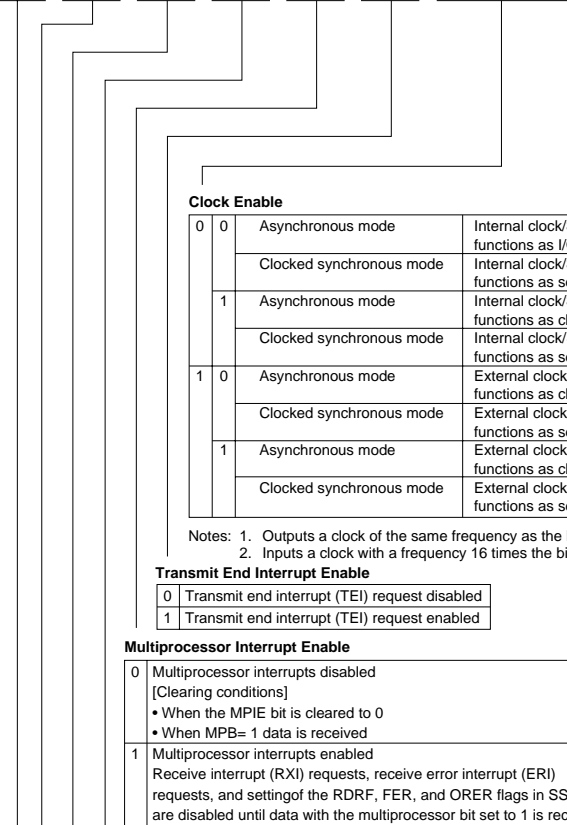 Clock Enable
0 0 Asynchronous mode Internal clock/
functions as
Clocked synchronous mode Internal clock/
functions as
1 Asynchronous mode Internal clock/
functions as
Clocked synchronous mode Internal clock/
functions as
1 0 Asynchronous mode External clock
functions as
Clocked synchronous mode External clock
functions as
1 Asynchronous mode External clock
functions as
Clocked synchronous mode External clock
functions as
Notes: 1. Outputs a clock of the same frequency as the
2. Inputs a clock with a frequency 16 times the
Transmit End Interrupt Enable
0 Transmit end interrupt (TEI) request disabled
1 Transmit end interrupt (TEI) request enabled
Multiprocessor Interrupt Enable
0 Multiprocessor interrupts disabled
[Clearing conditions]
• When the MPIE bit is cleared to 0
• When MPB= 1 data is received
1 Multiprocessor interrupts enabled
Receive interrupt (RXI) requests, receive error interrupt (ERI)
requests, and settingof the RDRF, FER, and ORER flags in
are disabled until data with the multiprocessor bit set to 1 is